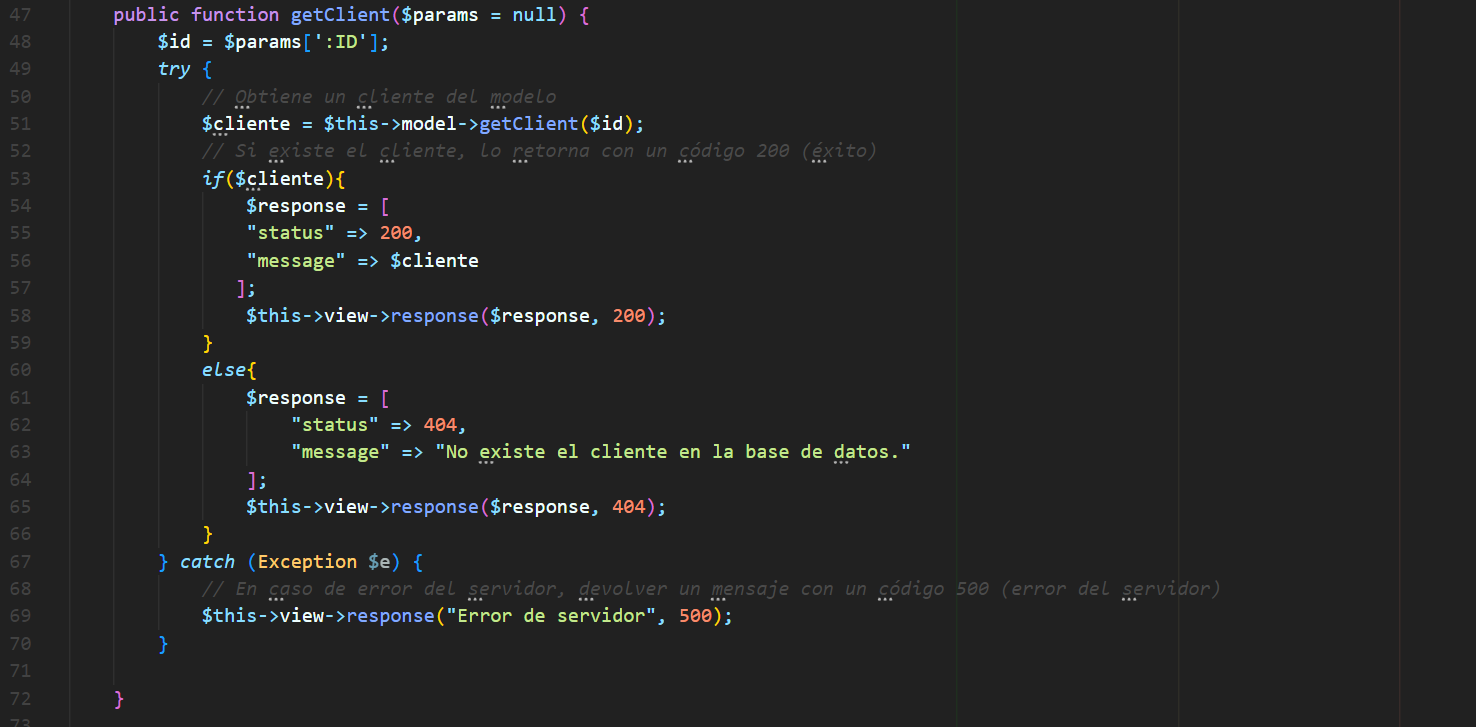 47 public function getClient($params = null) {
48 $id = $params[':ID'];
49 try {
50 // Obtiene un cliente del modelo
51 $cliente = $this->model->getClient($id);
52 // Si existe el cliente, lo retorna con un código 200 (éxito)
53 if($cliente){
54 $response = [
55 "status" => 200,
56 "message" => $cliente
57 ];
58 $this->view->response($response, 200);
59 }
60 else{
61 $response = [
62 "status" => 404,
63 "message" => "No existe el cliente en la base de datos."
64 ];
65 $this->view->response($response, 404);
66 }
67 } catch (Exception $e) {
68 // En caso de error del servidor, devolver un mensaje con un código 500 (error del servidor)
69 $this->view->response("Error de servidor", 500);
70 }
71
72 }
73